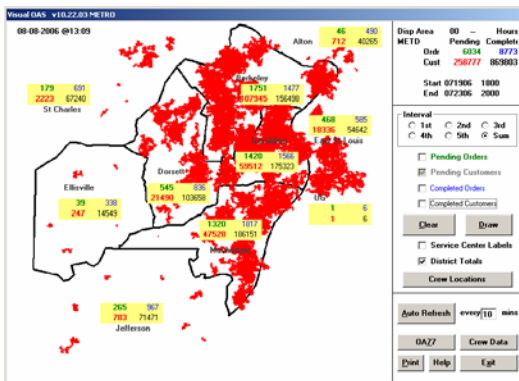 Visual OAS v10.22.03 METRO
08-08-2006 @13:09
46 490
712 40265
Alton
179 691
2223 67240
St Charles
Berkeley
1751 1477
107945 156490
468 585
18336 54642
East St Louis
1420 1566
59512 175323
Dorsett
545 836
21490 103658
Ellisville
39 338
247 14549
1 6
1 6
1320 1817
47528 186151
265 967
783 71471
Jefferson
Disp Area 00 -- Hours
METD Pending Complete
Ordr 6034 8773
Cust 258777 869803
Start 071906 1800
End 072306 2000
Interval
1st 2nd 3rd
4th 5th Sum
Pending Orders
Pending Customers
Completed Orders
Completed Customers
Clear Draw
Service Center Labels
District Totals
Crew Locations
Auto Refresh every 10 mins
OAZ7 Crew Data
Print Help Exit